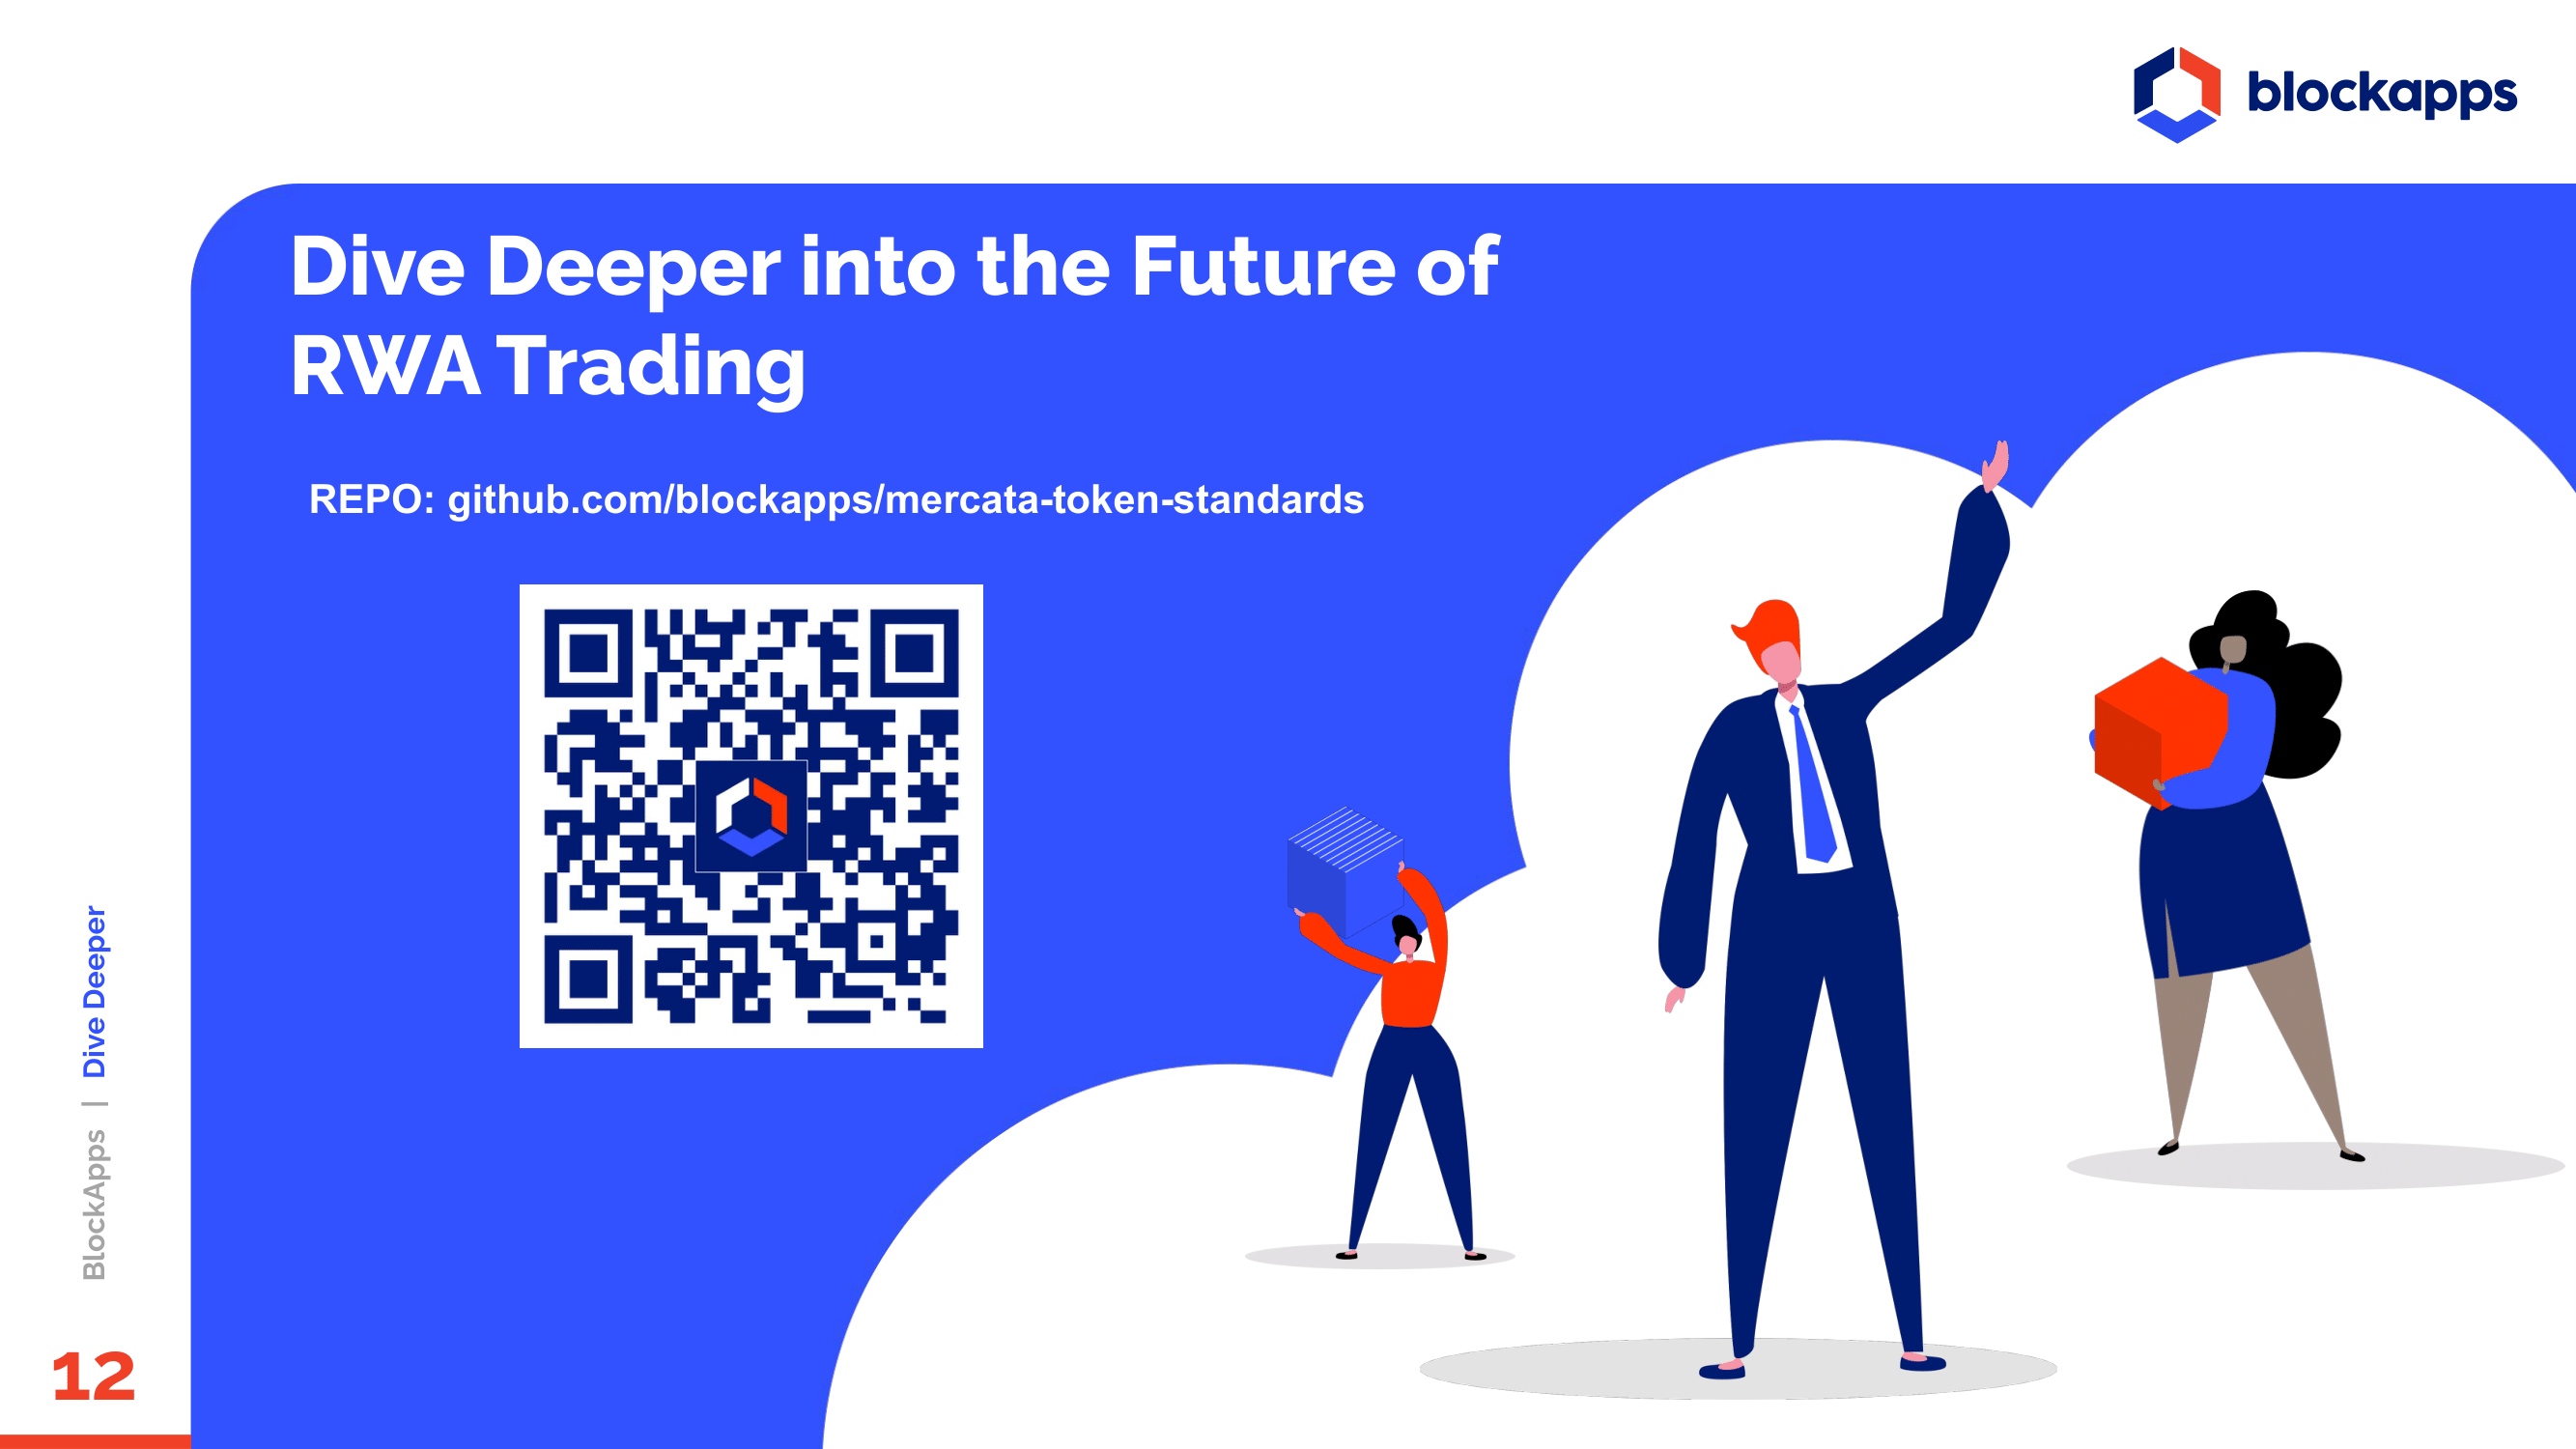 blockapps
Dive Deeper into the Future of
RWA Trading
REPO: github.com/blockapps/mercata-token-standards
BlockApps | Dive Deeper
12